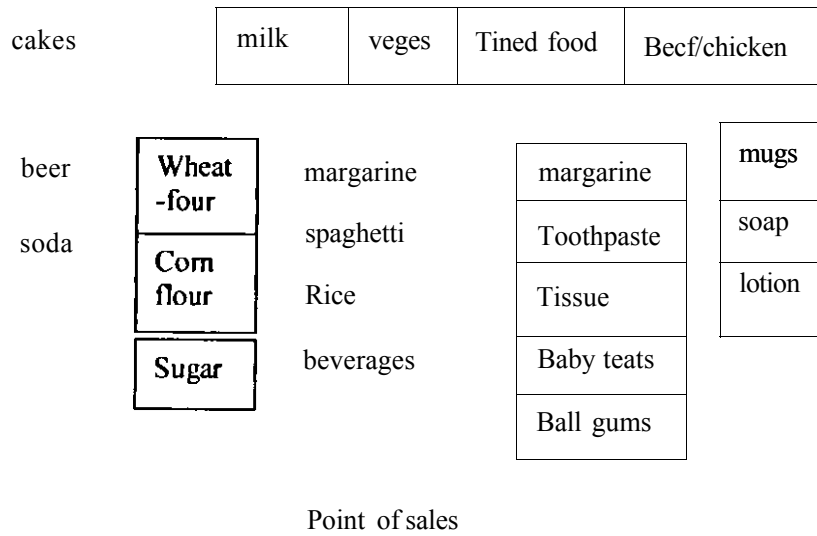 cakes
milk
veges
Tined food
Becf/chicken
beer
soda
Wheat
-four
Com
flour
Sugar
margarine
spaghetti
Rice
beverages
margarine
Toothpaste
Tissue
Baby teats
Ball gums
mugs
soap
lotion
Point of sales